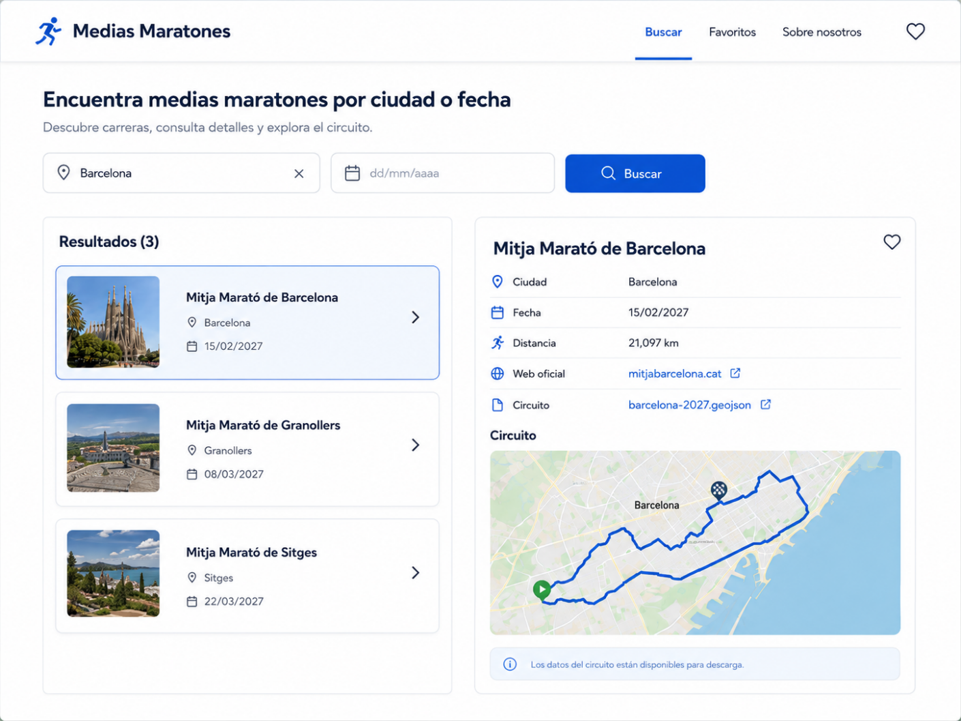 Medias Maratones
Buscar
Favoritos
Sobre nosotros
Encuentra medias maratones por ciudad o fecha
Descubre carreras, consulta detalles y explora el circuito.
Barcelona
dd/mm/aaaa
Buscar
Resultados (3)
Mitja Marató de Barcelona
Barcelona
15/02/2027
Mitja Marató de Granollers
Granollers
08/03/2027
Mitja Marató de Sitges
Sitges
22/03/2027
Mitja Marató de Barcelona
Ciudad Barcelona
Fecha 15/02/2027
Distancia 21,097 km
Web oficial mitjabarcelona.cat
Circuito barcelona-2027.geojson
Circuito
Barcelona
Los datos del circuito están disponibles para descarga.